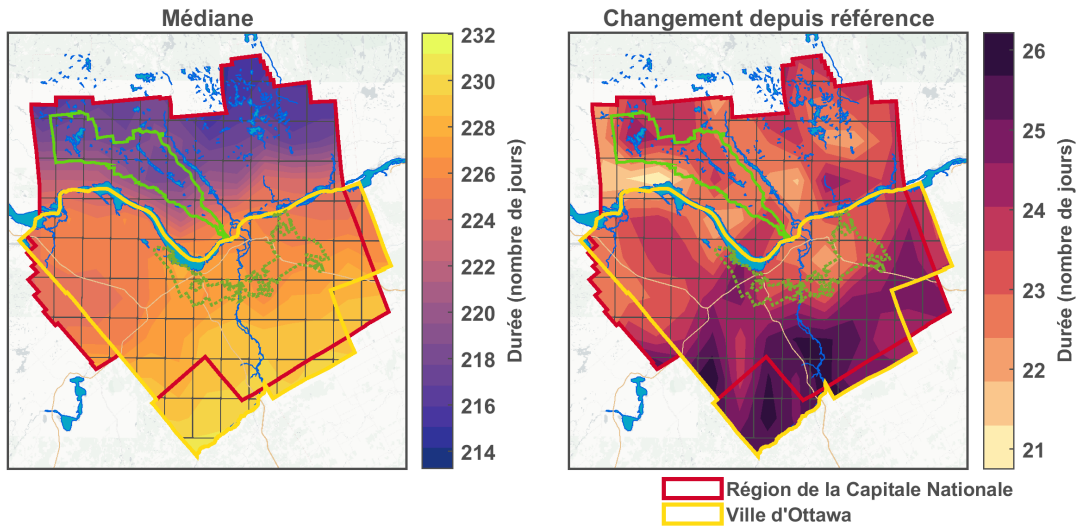 Médiane
Changement depuis référence
232
230
228
226
224
222
220
218
216
214
Durée (nombre de jours)
26
25
24
23
22
21
Durée (nombre de jours)
Région de la Capitale Nationale
Ville d'Ottawa